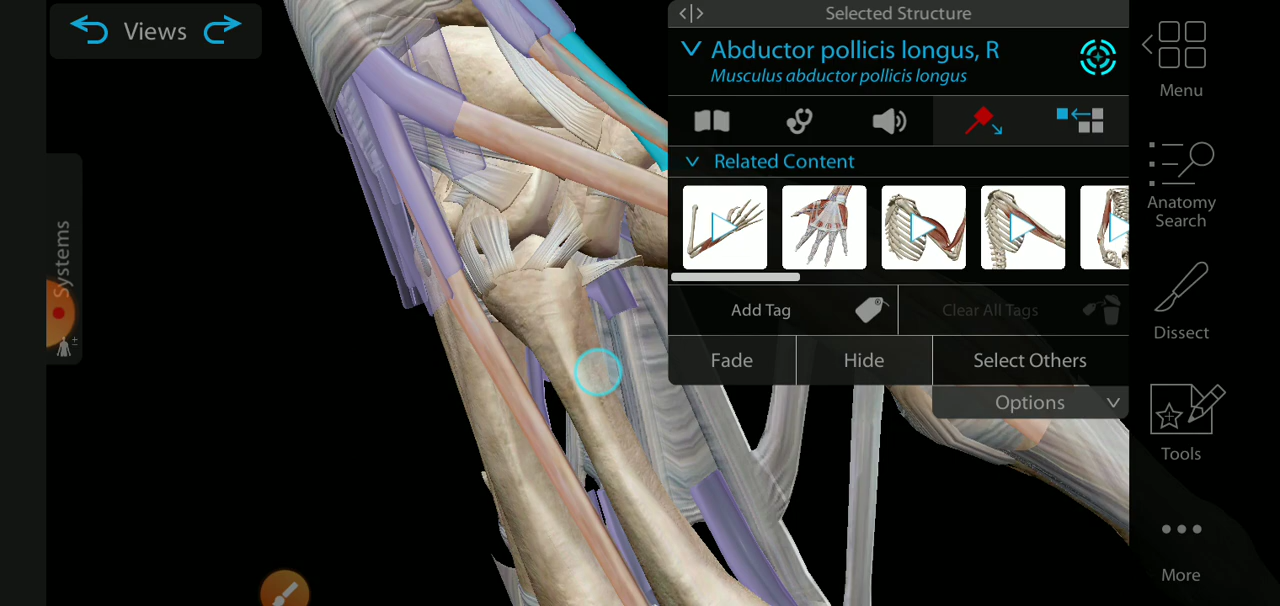 Views
Systems
Selected Structure
Abductor pollicis longus, R
Musculus abductor pollicis longus
Related Content
Add Tag
Clear All Tags
Fade
Hide
Select Others
Options
Menu
Anatomy
Search
Dissect
Tools
More